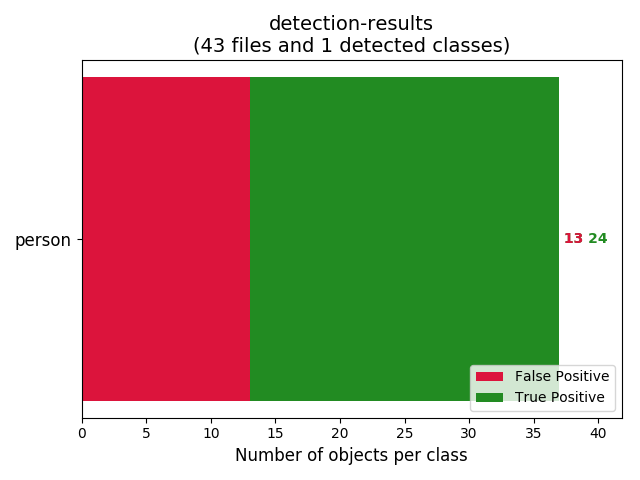 detection-results
(43 files and 1 detected classes)
person
13 24
False Positive
True Positive
0 5 10 15 20 25 30 35 40
Number of objects per class